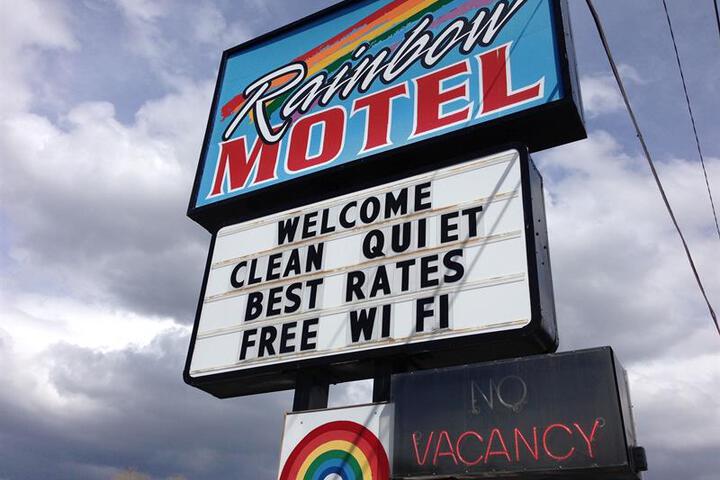 Rainbow
MOTEL
WELCOME
CLEAN QUIET
BEST RATES
FREE WI FI
NO
VACANCY